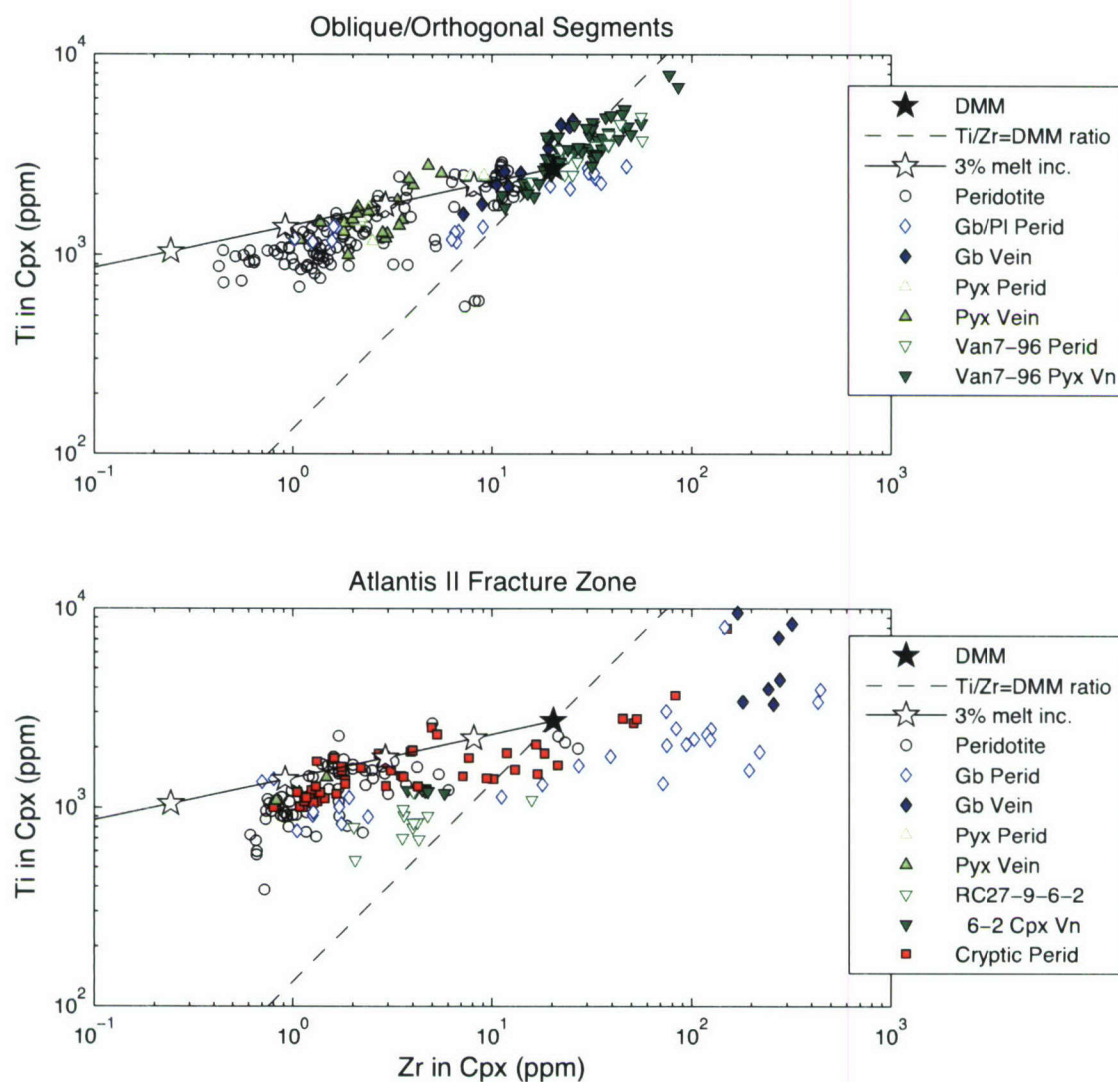 Oblique/Orthogonal Segments
10^4
10^3
10^2
Ti in Cpx (ppm)
10^−1 10^0 10^1 10^2 10^3
DMM
Ti/Zr=DMM ratio
3% melt inc.
Peridotite
Gb/Pl Perid
Gb Vein
Pyx Perid
Pyx Vein
Van7−96 Perid
Van7−96 Pyx Vn
Atlantis II Fracture Zone
10^4
10^3
10^2
Ti in Cpx (ppm)
10^−1 10^0 10^1 10^2 10^3
Zr in Cpx (ppm)
DMM
Ti/Zr=DMM ratio
3% melt inc.
Peridotite
Gb Perid
Gb Vein
Pyx Perid
Pyx Vein
RC27−9−6−2
6−2 Cpx Vn
Cryptic Perid